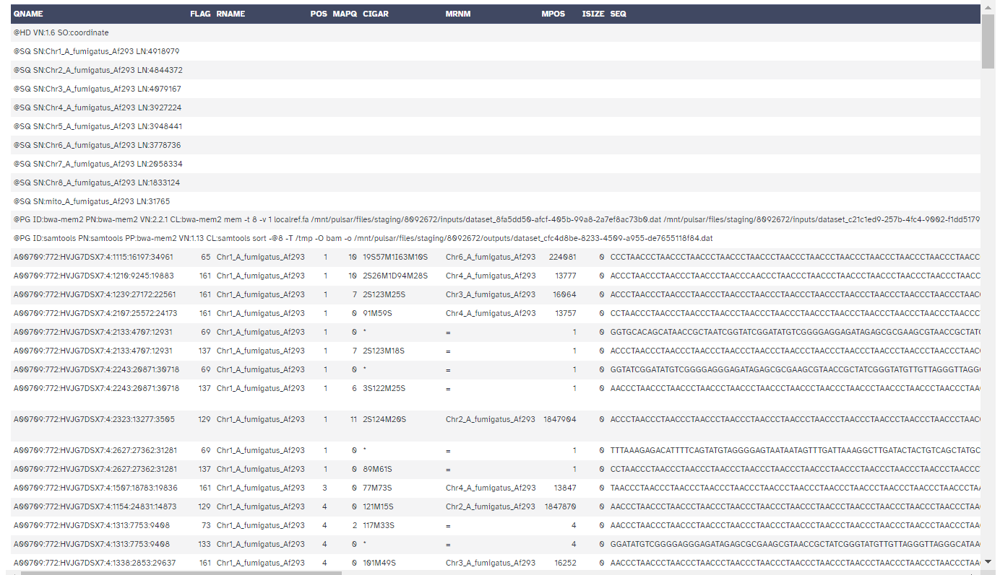 QNAME FLAG RNAME POS MAPQ CIGAR MRNM MPOS ISIZE SEQ
@HD VN:1.6 SO:coordinate
@SQ SN:Chr1_A_fumigatus_Af293 LN:4918979
@SQ SN:Chr2_A_fumigatus_Af293 LN:4844372
@SQ SN:Chr3_A_fumigatus_Af293 LN:4079167
@SQ SN:Chr4_A_fumigatus_Af293 LN:3927224
@SQ SN:Chr5_A_fumigatus_Af293 LN:3948441
@SQ SN:Chr6_A_fumigatus_Af293 LN:3778736
@SQ SN:Chr7_A_fumigatus_Af293 LN:2058334
@SQ SN:Chr8_A_fumigatus_Af293 LN:1833124
@SQ SN:mito_A_fumigatus_Af293 LN:31765
@PG ID:bwa-mem2 PN:bwa-mem2 VN:2.2.1 CL:bwa-mem2 mem -t 8 -v 1 localref.fa /mnt/pulsar/files/staging/8092672/inputs/dataset_8fa5dd50-afcf-405b-99a8-2a7ef8ac73b0.dat /mnt/pulsar/files/staging/8092672/inputs/dataset_c21c1ed9-257b-4fc4-9002-f1dd5179
@PG ID:samtools PN:samtools PP:bwa-mem2 VN:1.13 CL:samtools sort -@8 -T /tmp -O bam -o /mnt/pulsar/files/staging/8092672/outputs/dataset_cfc4d8be-8233-4509-a955-de7655118f84.dat
A00709:772:HVJG7DSX7:4:1115:16197:34961 65 Chr1_A_fumigatus_Af293 1 10 19S57M1I63M10S Chr6_A_fumigatus_Af293 224081 0 CCCTAACCCTAACCCTAACCCTAACCCTAACCCTAACCCTAACCCTAACCCTAACCCTAACCCTAACCCTAACCC
A00709:772:HVJG7DSX7:4:1210:9245:19883 161 Chr1_A_fumigatus_Af293 1 10 2S26M1D94M28S Chr4_A_fumigatus_Af293 13777 0 ACCCTAACCCTAACCCTAACCCTAACCCAACCCTAACCCTAACCCTAACCCTAACCCTAACCCTAACCCTAACCC
A00709:772:HVJG7DSX7:4:1239:27172:22561 161 Chr1_A_fumigatus_Af293 1 7 2S123M25S Chr3_A_fumigatus_Af293 16064 0 ACCCTAACCCTAACCCTAACCCTAACCCTAACCCTAACCCTAACCCTAACCCTAACCCTAACCCTAACCCTAAC
A00709:772:HVJG7DSX7:4:2107:25572:24173 161 Chr1_A_fumigatus_Af293 1 0 91M59S Chr4_A_fumigatus_Af293 13757 0 CCTAACCCTAACCCTAACCCTAACCCTAACCCTAACCCTAACCCTAACCCTAACCCTAACCCTAACCCTAACCCT
A00709:772:HVJG7DSX7:4:2133:4707:12931 69 Chr1_A_fumigatus_Af293 1 0 * = 1 0 GGTGCACAGCATAACCGCTAATCGGTATCGGATATGTCGGGGAGGAGATAGAGCGCGAAGCGTAACCGCTAT
A00709:772:HVJG7DSX7:4:2133:4707:12931 137 Chr1_A_fumigatus_Af293 1 7 2S123M18S = 1 0 ACCCTAACCCTAACCCTAACCCTAACCCTAACCCTAACCCTAACCCTAACCCTAACCCTAACCCTAACCCTAAC
A00709:772:HVJG7DSX7:4:2243:20871:30718 69 Chr1_A_fumigatus_Af293 1 0 * = 1 0 GGTATCGGATATGTCGGGGAGGGAGATAGAGCGCGAAGCGTAACCGCTATCGGGTATGTTGTTAGGGTTAGGG
A00709:772:HVJG7DSX7:4:2243:20871:30718 137 Chr1_A_fumigatus_Af293 1 6 3S122M25S = 1 0 AACCCTAACCCTAACCCTAACCCTAACCCTAACCCTAACCCTAACCCTAACCCTAACCCTAACCCTAACCCTAA
A00709:772:HVJG7DSX7:4:2323:13277:3505 129 Chr1_A_fumigatus_Af293 1 11 2S124M20S Chr2_A_fumigatus_Af293 1847904 0 ACCCTAACCCTAACCCTAACCCTAACCCTAACCCTAACCCTAACCCTAACCCTAACCCTAACCCTAACCCTAAC
A00709:772:HVJG7DSX7:4:2627:27362:31281 69 Chr1_A_fumigatus_Af293 1 0 * = 1 0 TTTAAAGAGACATTTTCAGTATGTAGGGGAGTAATAATAGTTTGATTAAAGGCTTGATACTACTGTCAGCTATGC
A00709:772:HVJG7DSX7:4:2627:27362:31281 137 Chr1_A_fumigatus_Af293 1 0 89M61S = 1 0 CCTAACCCTAACCCTAACCCTAACCCTAACCCTAACCCTAACCCTAACCCTAACCCTAACCCTAACCCTAACCC
A00709:772:HVJG7DSX7:4:1507:18783:19836 161 Chr1_A_fumigatus_Af293 3 0 77M73S Chr4_A_fumigatus_Af293 13847 0 TAACCCTAACCCTAACCCTAACCCTAACCCTAACCCTAACCCTAACCCTAACCCTAACCCTAACCCTAACCCTA
A00709:772:HVJG7DSX7:4:1154:24831:14873 129 Chr1_A_fumigatus_Af293 4 0 121M15S Chr2_A_fumigatus_Af293 1847870 0 AACCCTAACCCTAACCCTAACCCTAACCCTAACCCTAACCCTAACCCTAACCCTAACCCTAACCCTAACCCTAA
A00709:772:HVJG7DSX7:4:1313:7753:9408 73 Chr1_A_fumigatus_Af293 4 2 117M33S = 4 0 AACCCTAACCCTAACCCTAACCCTAACCCTAACCCTAACCCTAACCCTAACCCTAACCCTAACCCTAACCCTAA
A00709:772:HVJG7DSX7:4:1313:7753:9408 133 Chr1_A_fumigatus_Af293 4 0 * = 4 0 GGATATGTCGGGGAGGGAGATAGAGCGCGAAGCGTAACCGCTATCGGGTATGTTGTTAGGGTTAGGGCATAA
A00709:772:HVJG7DSX7:4:1338:2853:29637 161 Chr1_A_fumigatus_Af293 4 0 101M49S Chr3_A_fumigatus_Af293 16252 0 AACCCTAACCCTAACCCTAACCCTAACCCTAACCCTAACCCTAACCCTAACCCTAACCCTAACCCTAACCCTAA